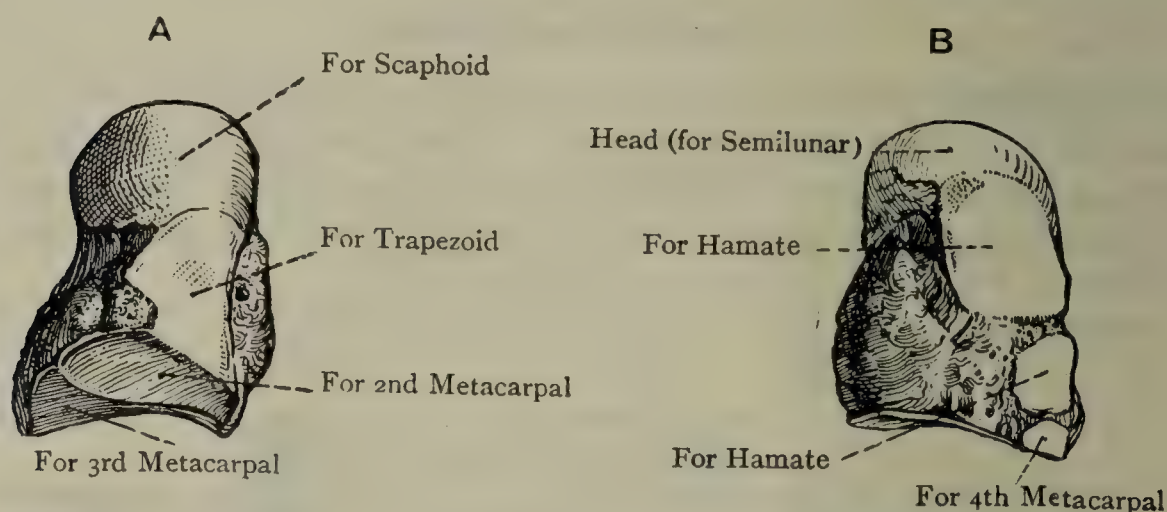 A
For Scaphoid
For Trapezoid
For 2nd Metacarpal
For 3rd Metacarpal
B
Head (for Semilunar)
For Hamate
For Hamate
For 4th Metacarpal